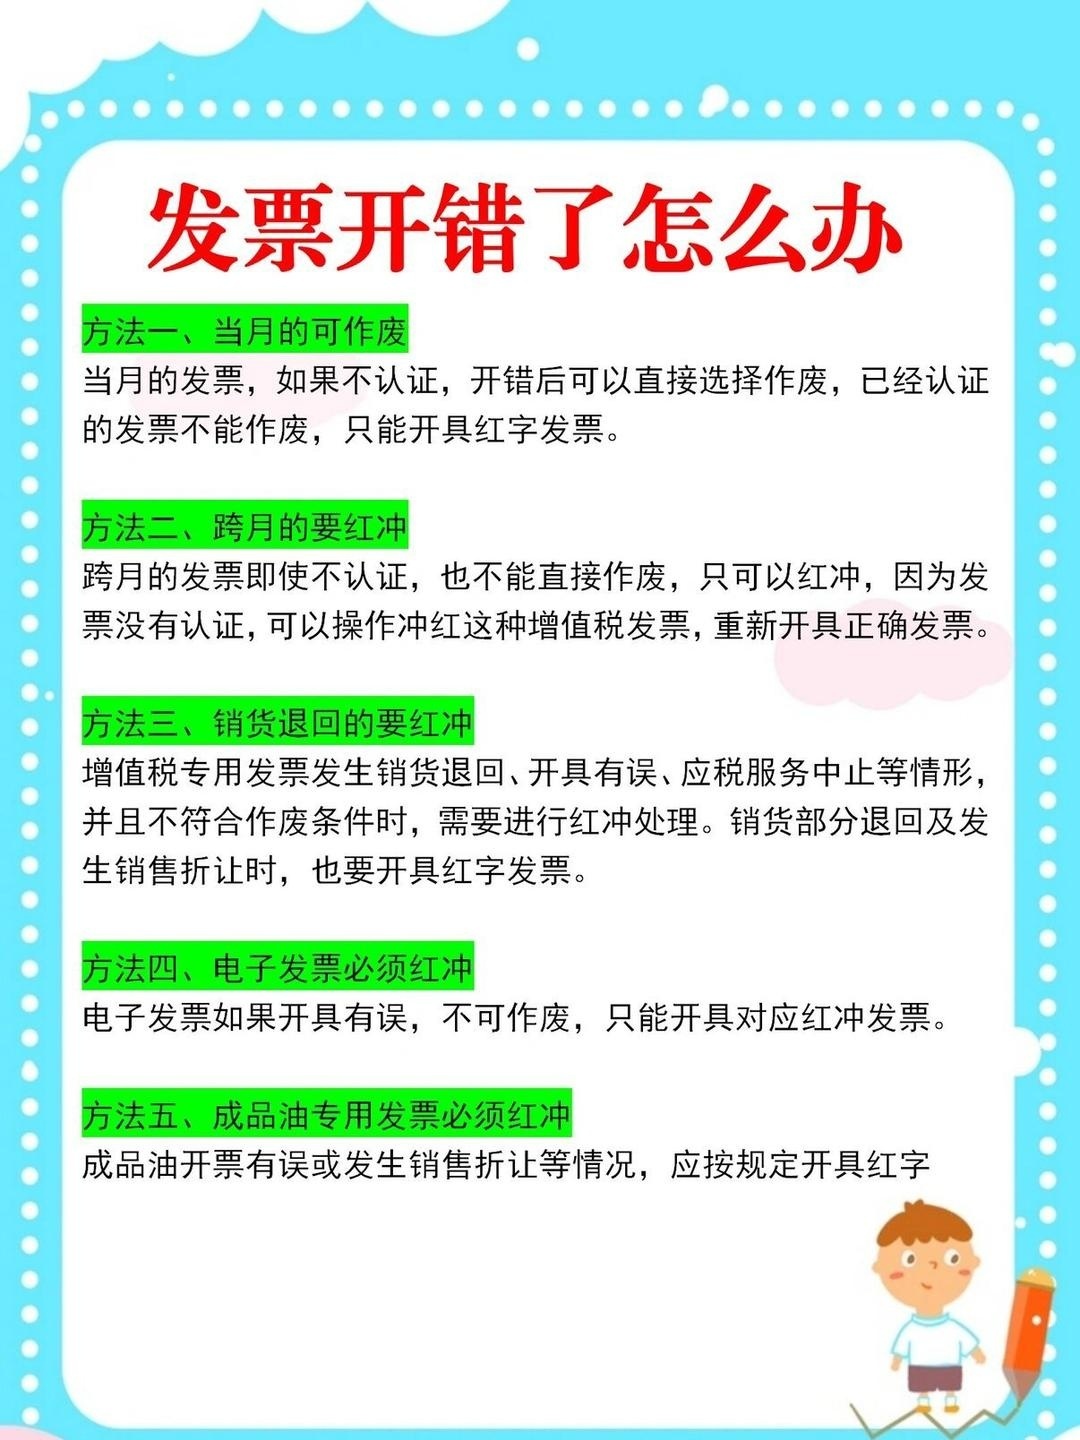 发票开错了怎么办
方法一、当月的可作废
当月的发票，如果不认证，开错后可以直接选择作废，已经认证
的发票不能作废，只能开具红字发票。
方法二、跨月的要红冲
跨月的发票即使不认证，也不能直接作废，只可以红冲，因为发
票没有认证，可以操作冲红这种增值税发票，重新开具正确发票。
方法三、销货退回的要红冲
增值税专用发票发生销货退回、开具有误、应税服务中止等情形，
并且不符合作废条件时，需要进行红冲处理。销货部分退回及发
生销售折让时，也要开具红字发票。
方法四、电子发票必须红冲
电子发票如果开具有误，不可作废，只能开具对应红冲发票。
方法五、成品油专用发票必须红冲
成品油开票有误或发生销售折让等情况，应按规定开具红字